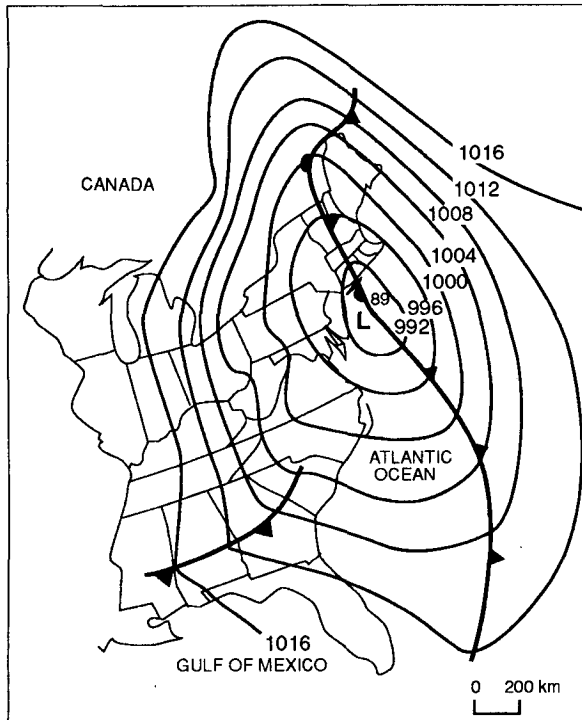 CANADA
1016
1012
1008
1004
1000
996
992
89
L
ATLANTIC
OCEAN
1016
GULF OF MEXICO
0 200 km